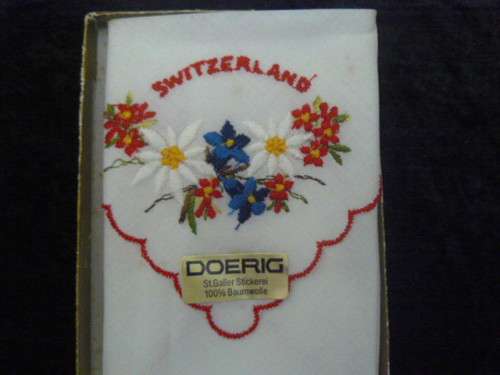 SWITZERLAND
DOERIG
St.Galler Stickerei
100% Baumwolle